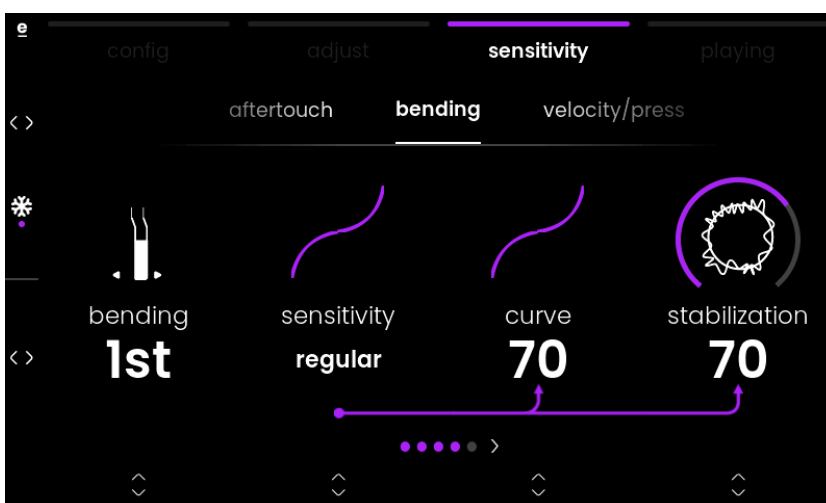 e
config adjust sensitivity playing
aftertouch bending velocity/press
bending sensitivity curve stabilization
1st regular 70 70